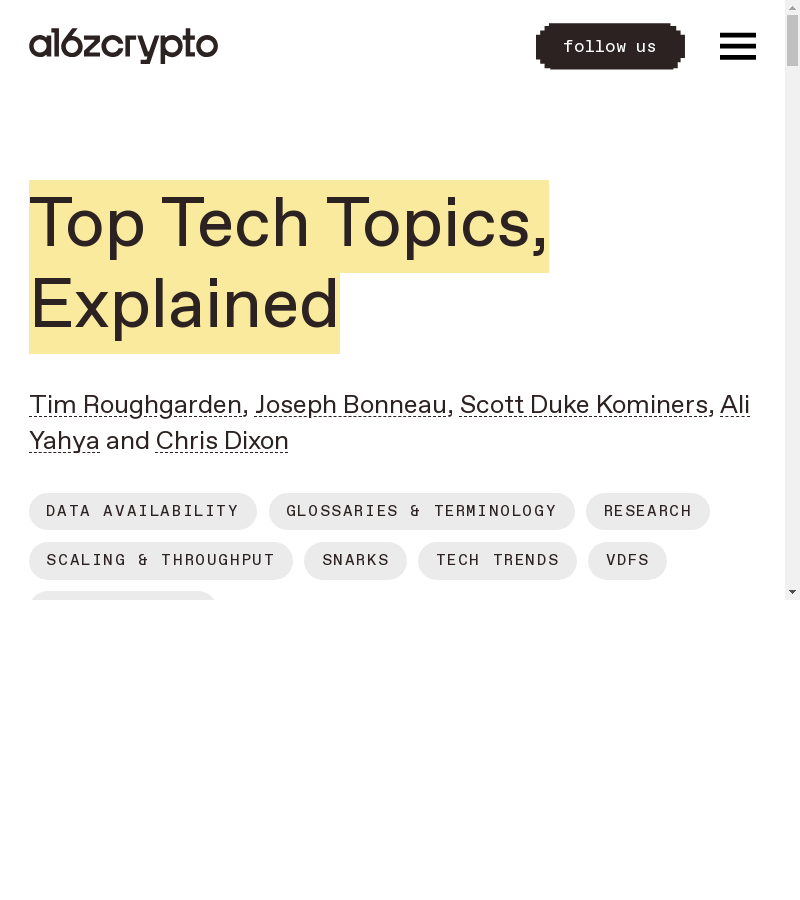 a16zcrypto
follow us
Top Tech Topics,
Explained
Tim Roughgarden, Joseph Bonneau, Scott Duke Kominers, Ali
Yahya and Chris Dixon
DATA AVAILABILITY
GLOSSARIES & TERMINOLOGY
RESEARCH
SCALING & THROUGHPUT
SNARKS
TECH TRENDS
VDFS